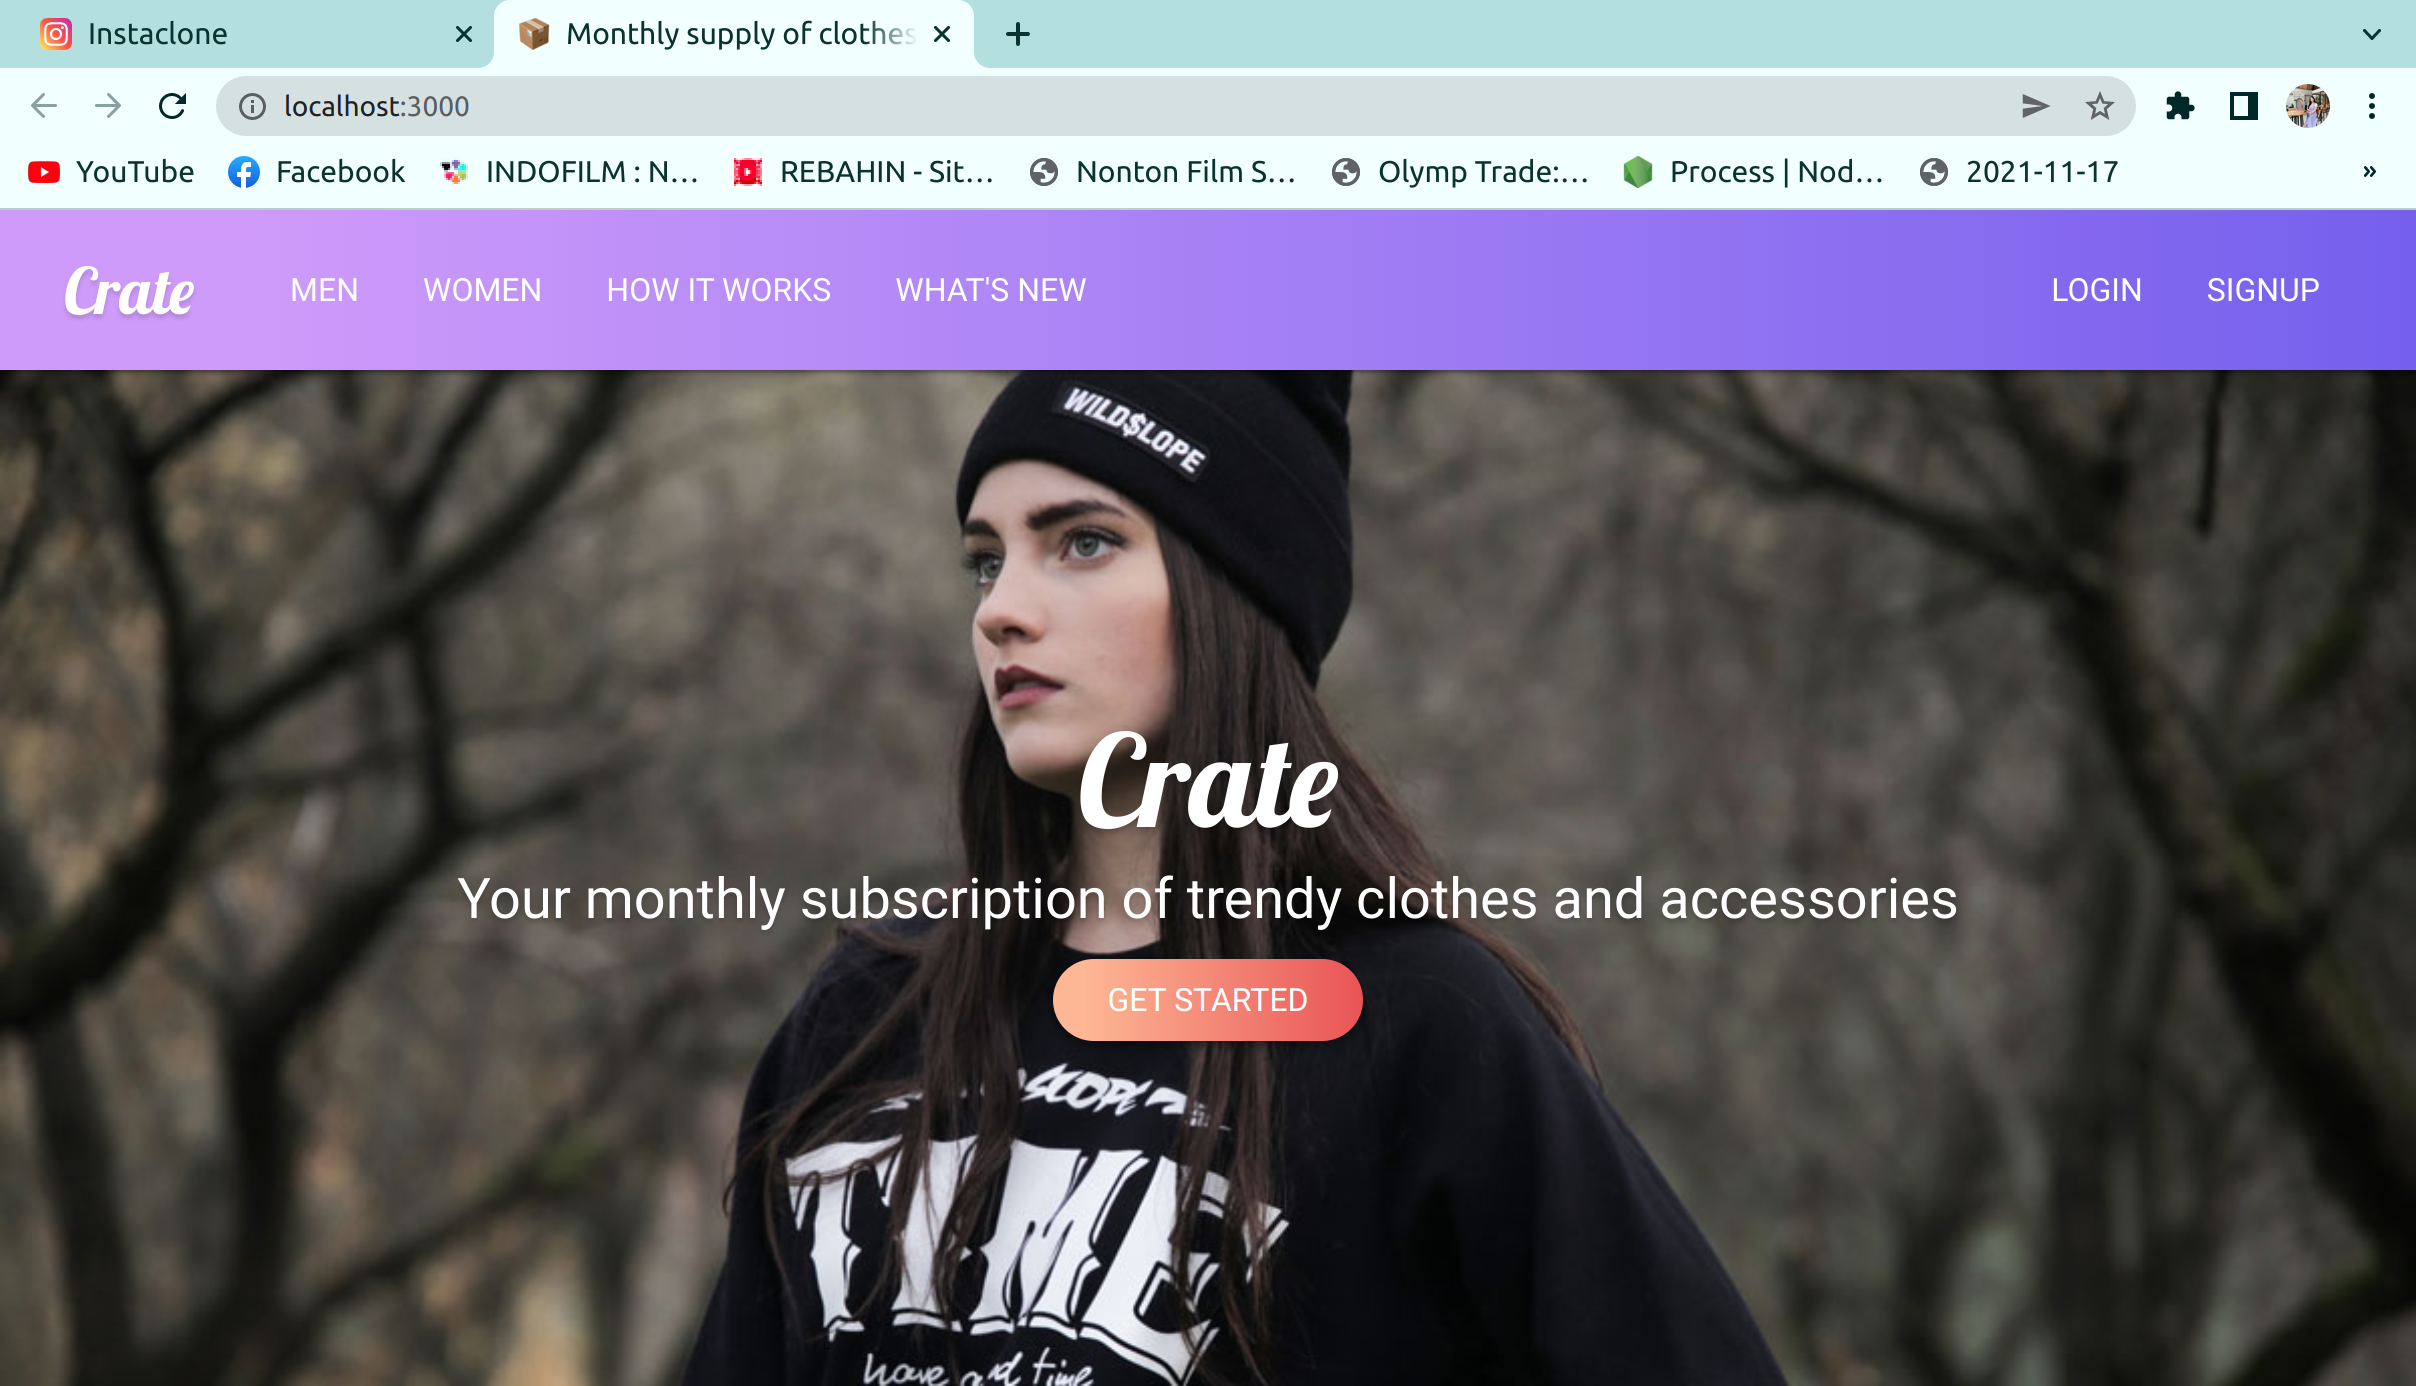 Instaclone
Monthly supply of clothes
localhost:3000
YouTube
Facebook
INDOFILM : N...
REBAHIN - Sit...
Nonton Film S...
Olymp Trade:...
Process | Nod...
2021-11-17
»
Crate
MEN
WOMEN
HOW IT WORKS
WHAT'S NEW
LOGIN
SIGNUP
WILD$LOPE
Crate
Your monthly subscription of trendy clothes and accessories
GET STARTED
TIME
have and time